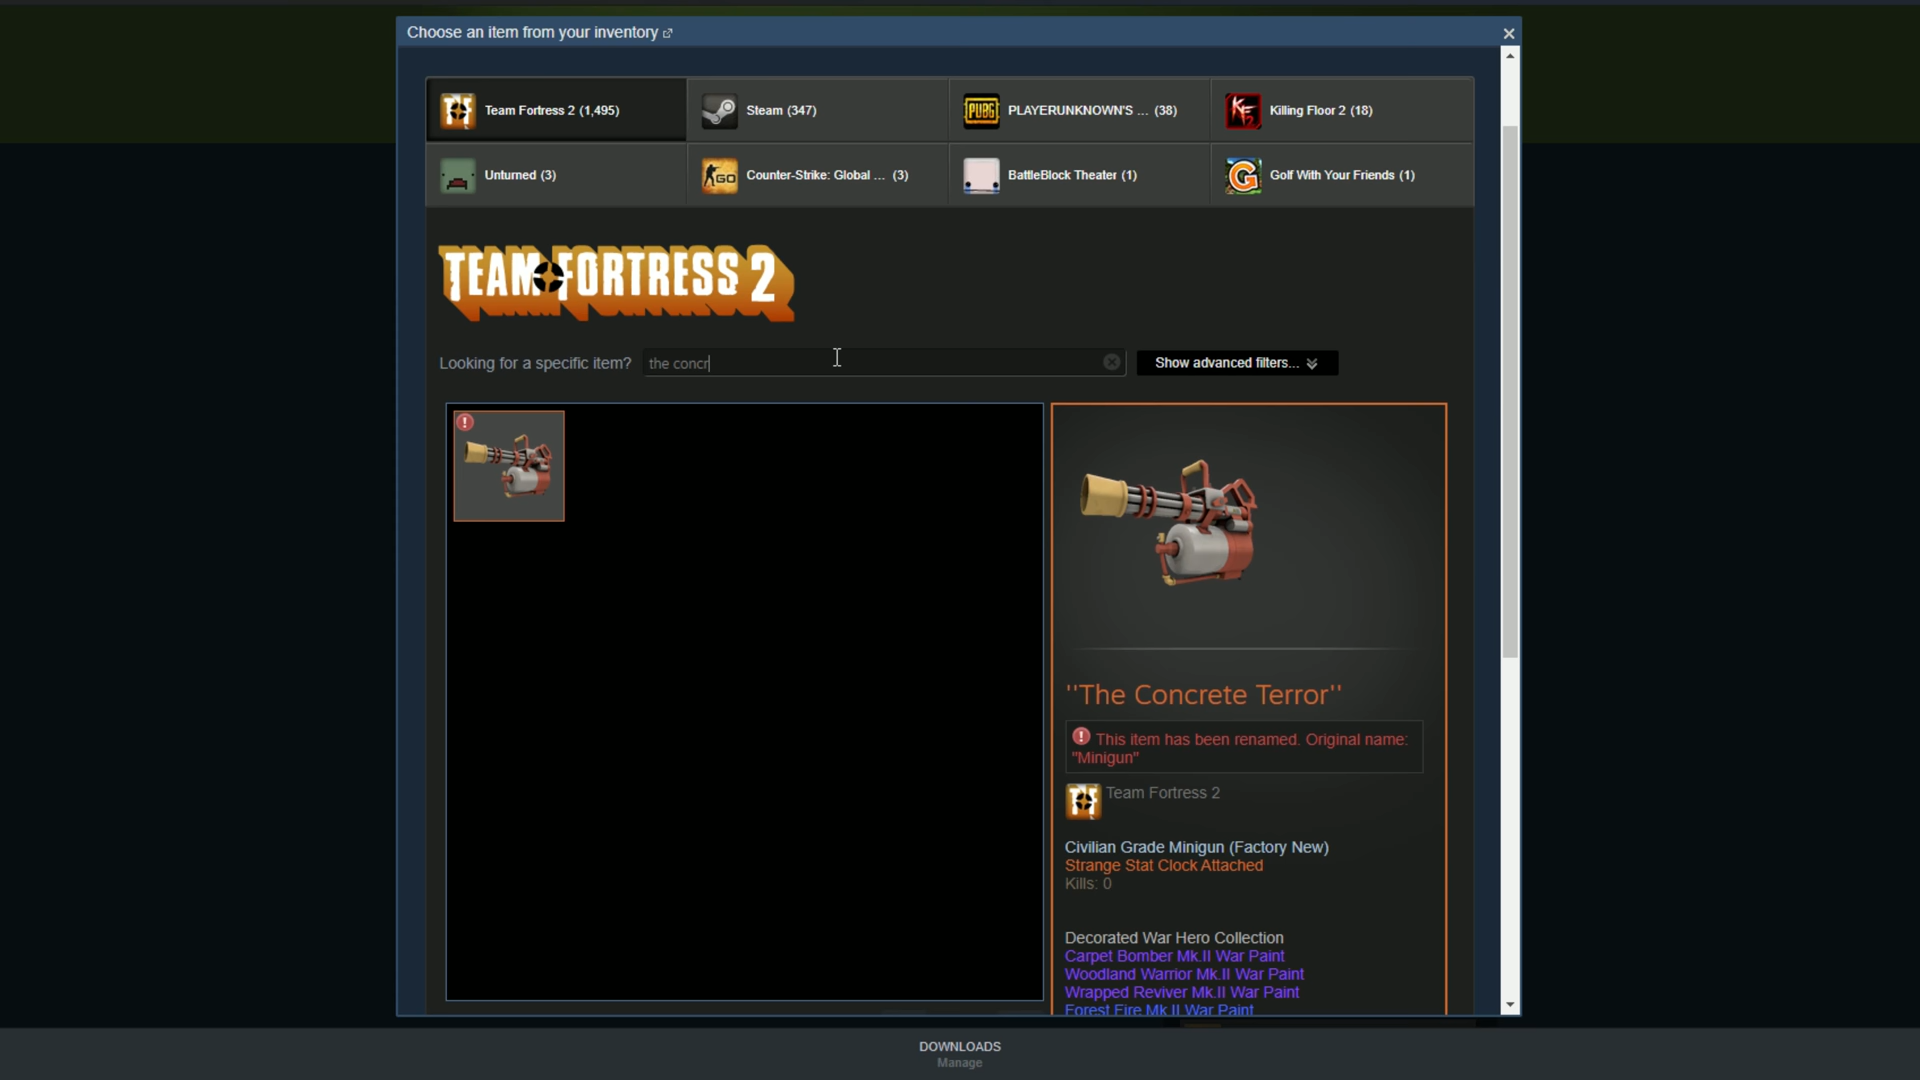 Choose an item from your inventory
Team Fortress 2 (1,495)
Steam (347)
PUBG
PLAYERUNKNOWN'S ... (38)
KF2
Killing Floor 2 (18)
Unturned (3)
GO
Counter-Strike: Global ... (3)
BattleBlock Theater (1)
G
Golf With Your Friends (1)
TEAM FORTRESS 2
Looking for a specific item?
the concr
Show advanced filters...
''The Concrete Terror''
This item has been renamed. Original name:
"Minigun"
Team Fortress 2
Civilian Grade Minigun (Factory New)
Strange Stat Clock Attached
Kills: 0
Decorated War Hero Collection
Carpet Bomber Mk.II War Paint
Woodland Warrior Mk.II War Paint
Wrapped Reviver Mk.II War Paint
Forest Fire Mk.II War Paint
DOWNLOADS
Manage